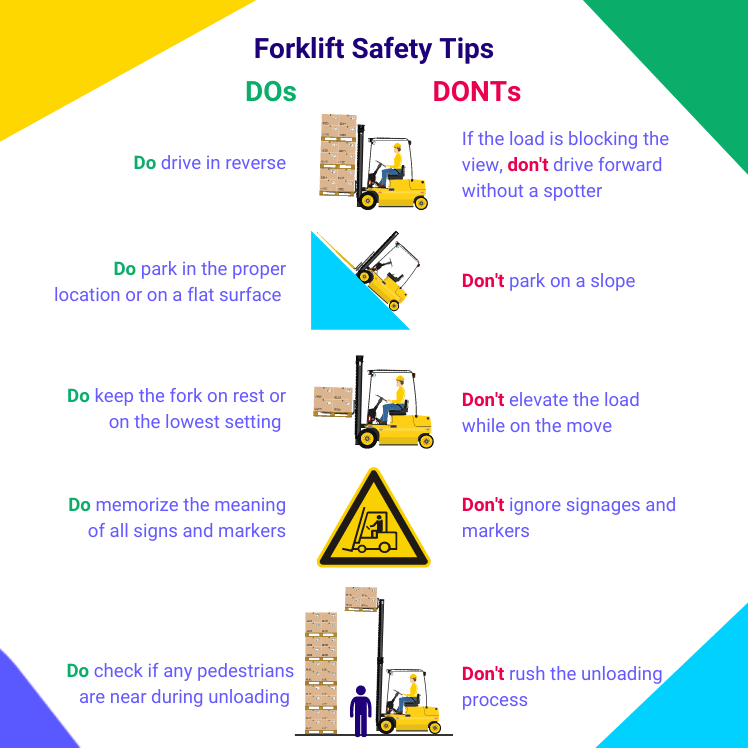 Forklift Safety Tips
DOs
DONTs
Do drive in reverse
If the load is blocking the
view, don't drive forward
without a spotter
Do park in the proper
location or on a flat surface
Don't park on a slope
Do keep the fork on rest or
on the lowest setting
Don't elevate the load
while on the move
Do memorize the meaning
of all signs and markers
Don't ignore signages and
markers
Do check if any pedestrians
are near during unloading
Don't rush the unloading
process